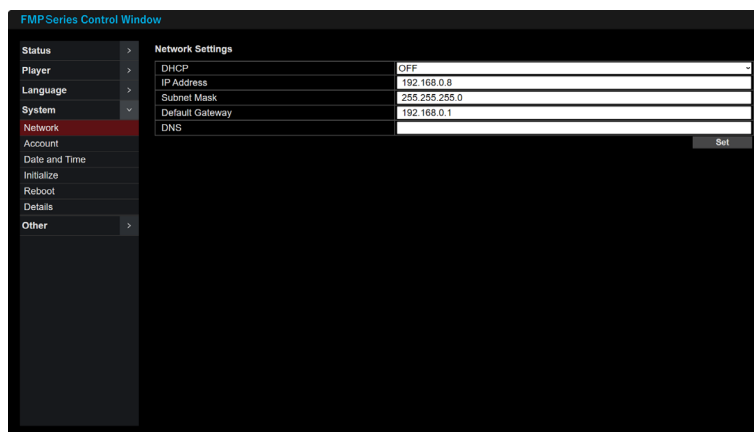 FMPSeries Control Window
Status
Player
Language
System
Network
Account
Date and Time
Initialize
Reboot
Details
Other
Network Settings
DHCP OFF
IP Address 192.168.0.8
Subnet Mask 255.255.255.0
Default Gateway 192.168.0.1
DNS
Set